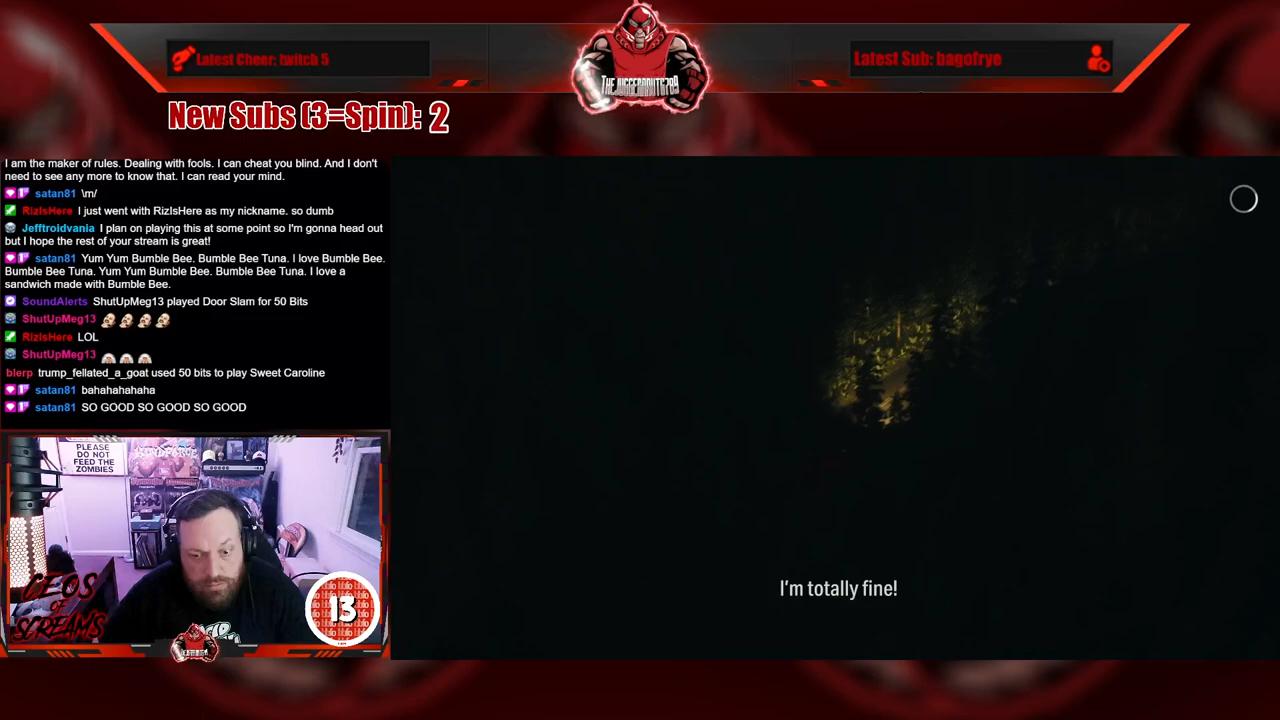 Latest Cheer: twitch 5
THEJUGGERNAUT6789
Latest Sub: bagofrye
New Subs (3=Spin): 2
I am the maker of rules. Dealing with fools. I can cheat you blind. And I don't
need to see any more to know that. I can read your mind.
satan81 \m/
RizIsHere I just went with RizIsHere as my nickname. so dumb
Jefftroidvania I plan on playing this at some point so I'm gonna head out
but I hope the rest of your stream is great!
satan81 Yum Yum Bumble Bee. Bumble Bee Tuna. I love Bumble Bee.
Bumble Bee Tuna. Yum Yum Bumble Bee. Bumble Bee Tuna. I love a
sandwich made with Bumble Bee.
SoundAlerts ShutUpMeg13 played Door Slam for 50 Bits
ShutUpMeg13
RizIsHere LOL
ShutUpMeg13
blerp trump_fellated_a_goat used 50 bits to play Sweet Caroline
satan81 bahahahahaha
satan81 SO GOOD SO GOOD SO GOOD
PLEASE
DO NOT
FEED THE
ZOMBIES
CEOS
OF
SCREAMS
13
I'm totally fine!